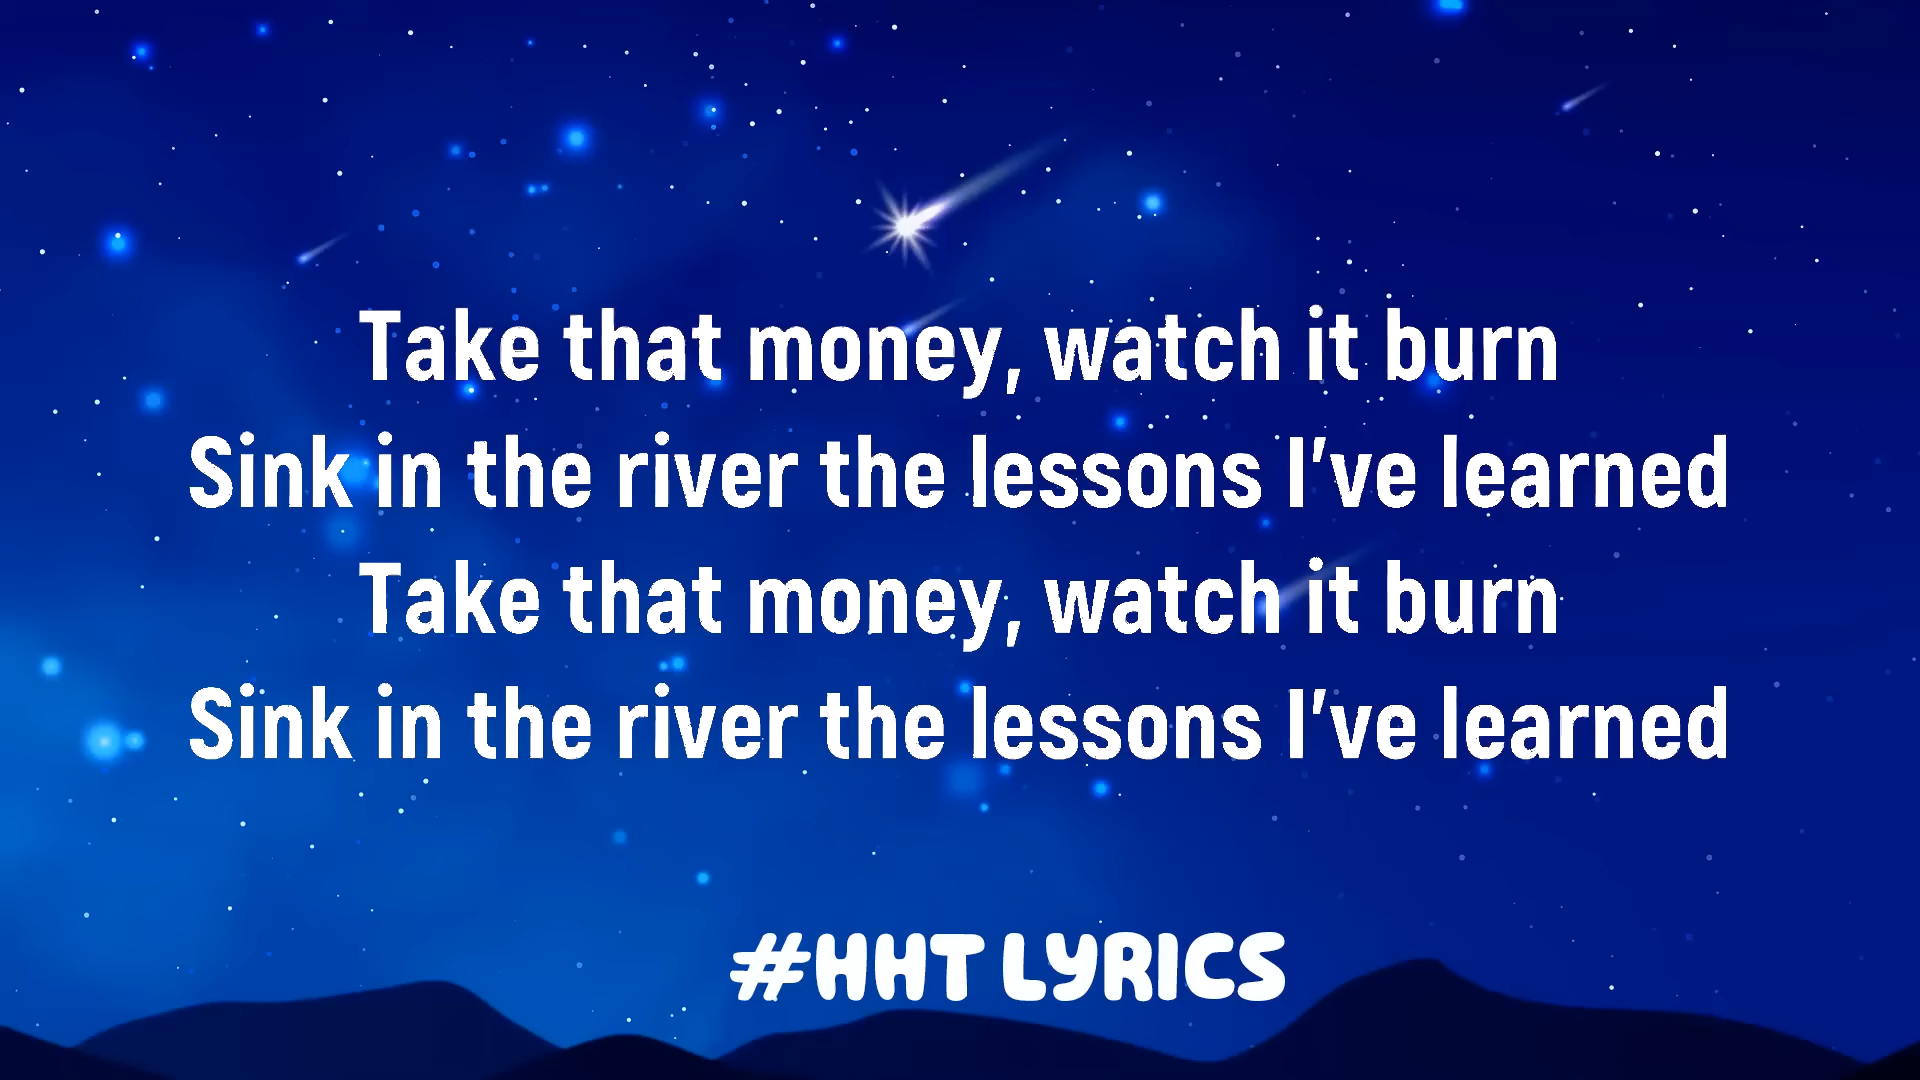 Take that money, watch it burn
Sink in the river the lessons I've learned
Take that money, watch it burn
Sink in the river the lessons I've learned
#HHT LYRICS